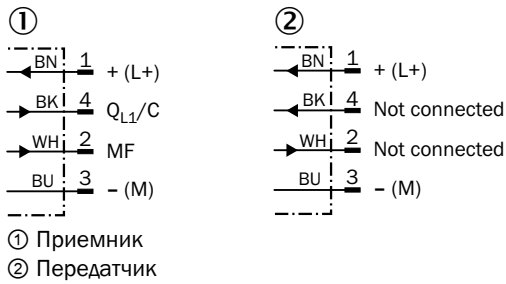 ① ②
BN 1 + (L+) BN 1 + (L+)
BK 4 QL1/C BK 4 Not connected
WH 2 MF WH 2 Not connected
BU 3 − (M) BU 3 − (M)
① Приемник
② Передатчик